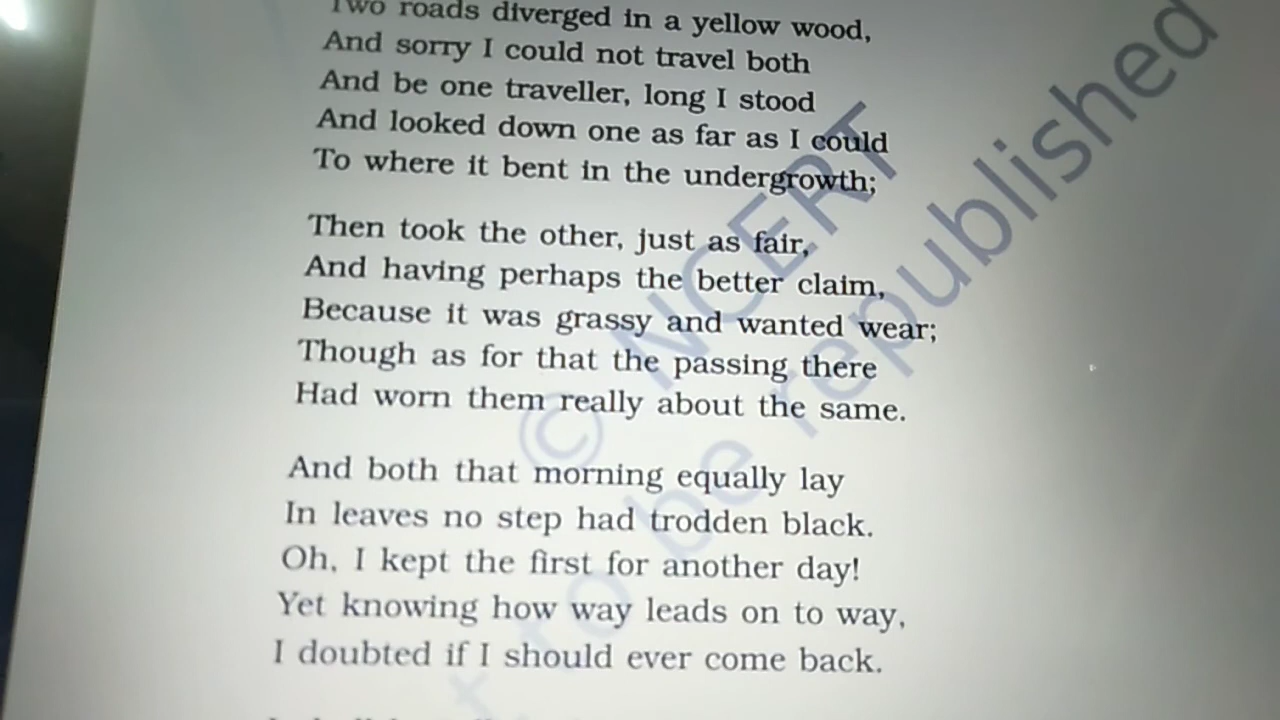 Two roads diverged in a yellow wood,
And sorry I could not travel both
And be one traveller, long I stood
And looked down one as far as I could
To where it bent in the undergrowth;
Then took the other, just as fair,
And having perhaps the better claim,
Because it was grassy and wanted wear;
Though as for that the passing there
Had worn them really about the same.
And both that morning equally lay
In leaves no step had trodden black.
Oh, I kept the first for another day!
Yet knowing how way leads on to way,
I doubted if I should ever come back.
© NCERT
to be republished